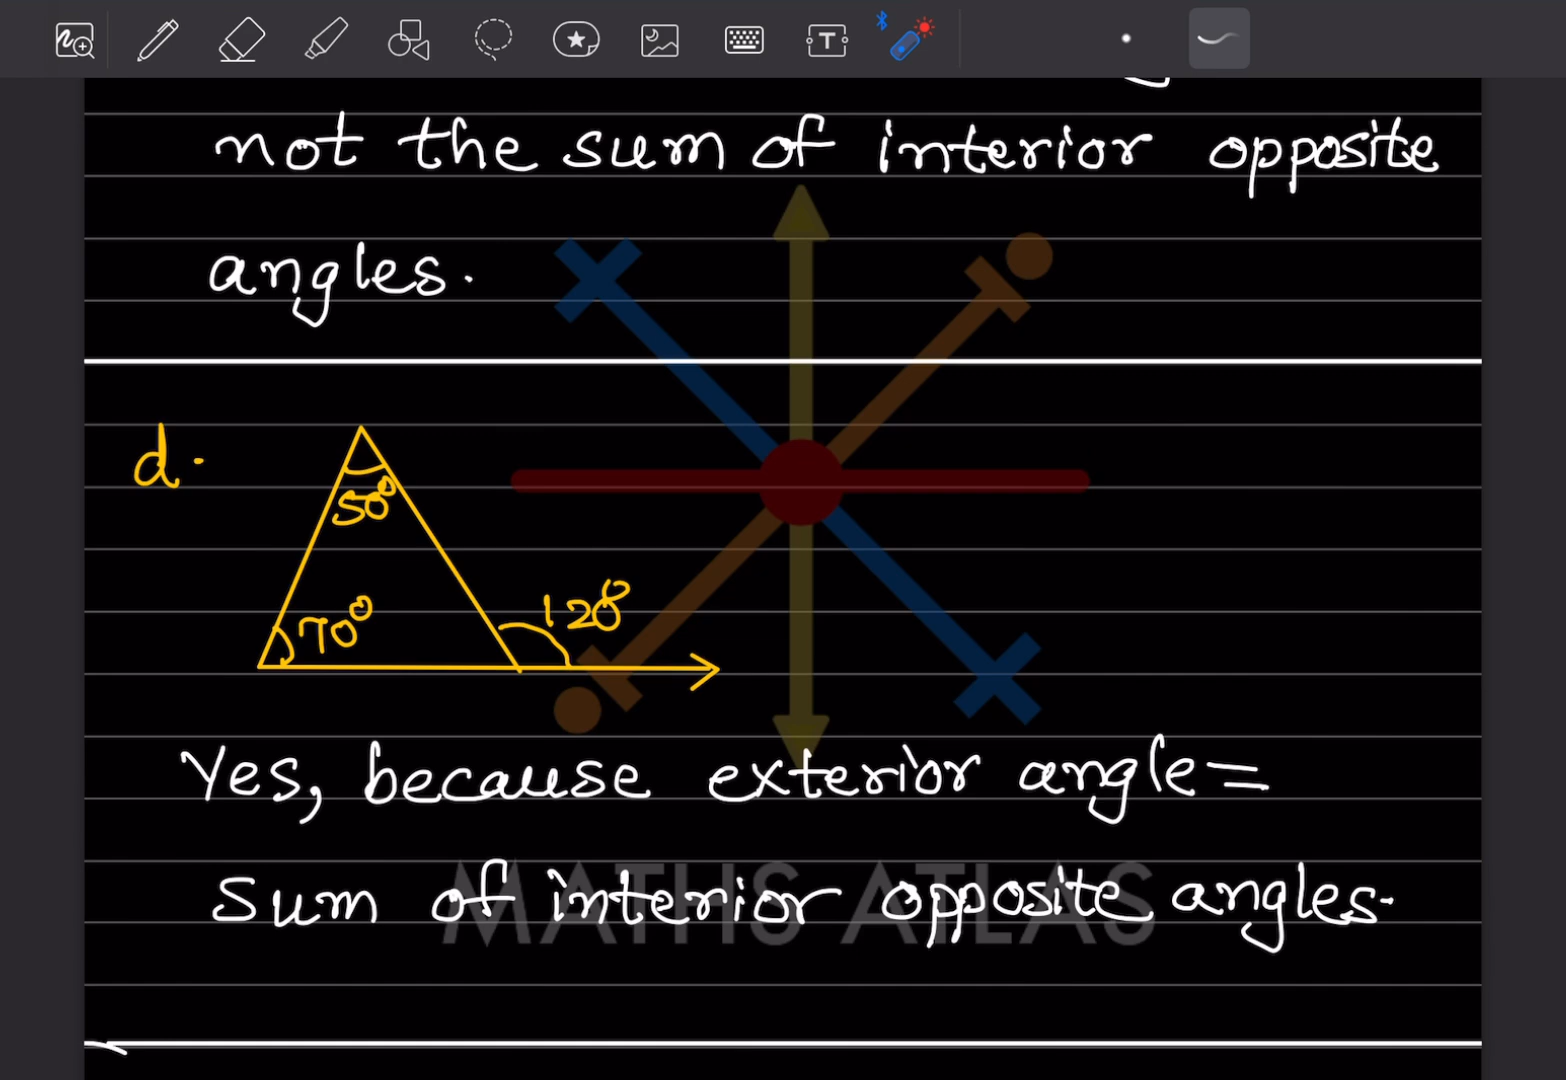 not the sum of interior opposite
angles.
d.
50°
70°
120°
Yes, because exterior angle =
Sum of interior opposite angles.
MATHS ATLAS